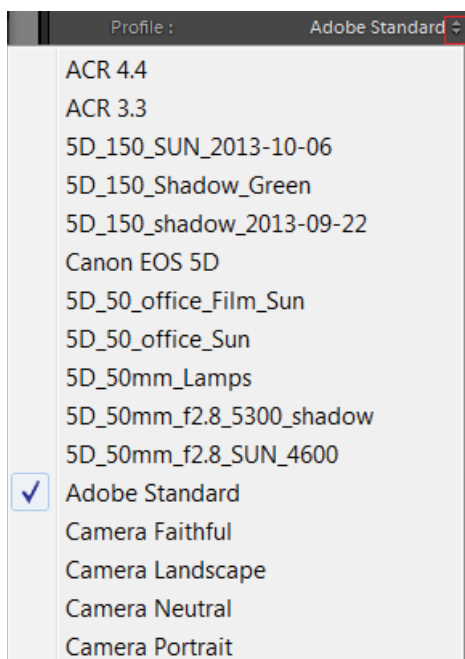 Profile : Adobe Standard
ACR 4.4
ACR 3.3
5D_150_SUN_2013-10-06
5D_150_Shadow_Green
5D_150_shadow_2013-09-22
Canon EOS 5D
5D_50_office_Film_Sun
5D_50_office_Sun
5D_50mm_Lamps
5D_50mm_f2.8_5300_shadow
5D_50mm_f2.8_SUN_4600
Adobe Standard
Camera Faithful
Camera Landscape
Camera Neutral
Camera Portrait